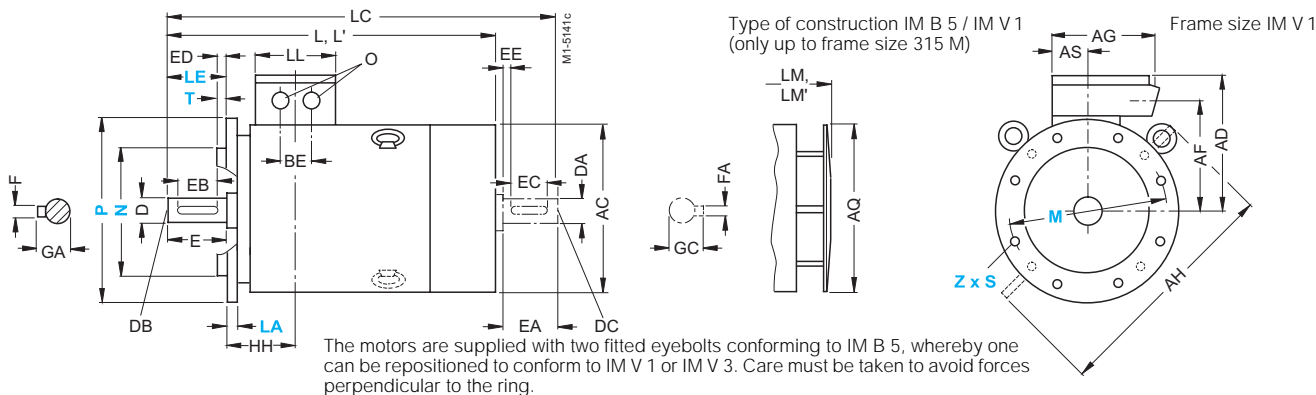 LC
L, L'
ED
LL
O
EE
LE
T
M1-5141c
Type of construction IM B 5 / IM V 1
(only up to frame size 315 M)
Frame size IM V 1
AG
AS
LM,
LM'
F
GA
P
N
D
EB
E
BE
EC
DA
AC
FA
GC
AQ
M
AF
AD
Z x S
AH
DB
LA
HH
EA
DC
The motors are supplied with two fitted eyebolts conforming to IM B 5, whereby one
can be repositioned to conform to IM V 1 or IM V 3. Care must be taken to avoid forces
perpendicular to the ring.